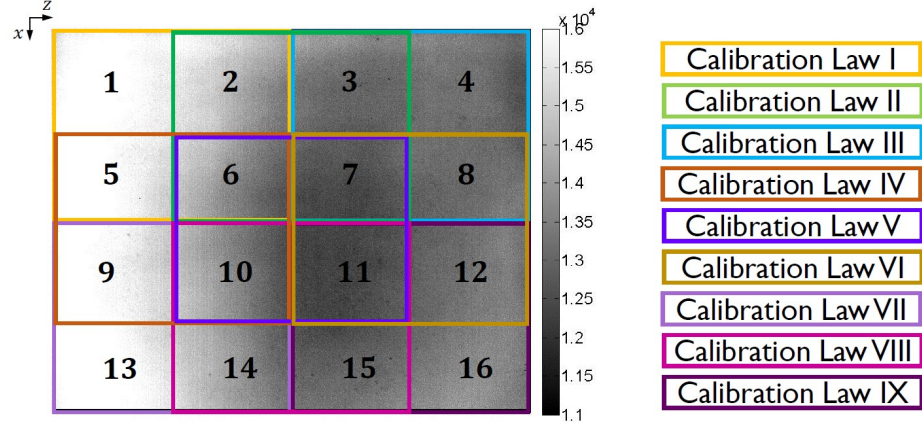 z
x
1 2 3 4
5 6 7 8
9 10 11 12
13 14 15 16
x 10⁴
1.6
1.55
1.5
1.45
1.4
1.35
1.3
1.25
1.2
1.15
1.1
Calibration Law I
Calibration Law II
Calibration Law III
Calibration Law IV
Calibration Law V
Calibration Law VI
Calibration Law VII
Calibration Law VIII
Calibration Law IX